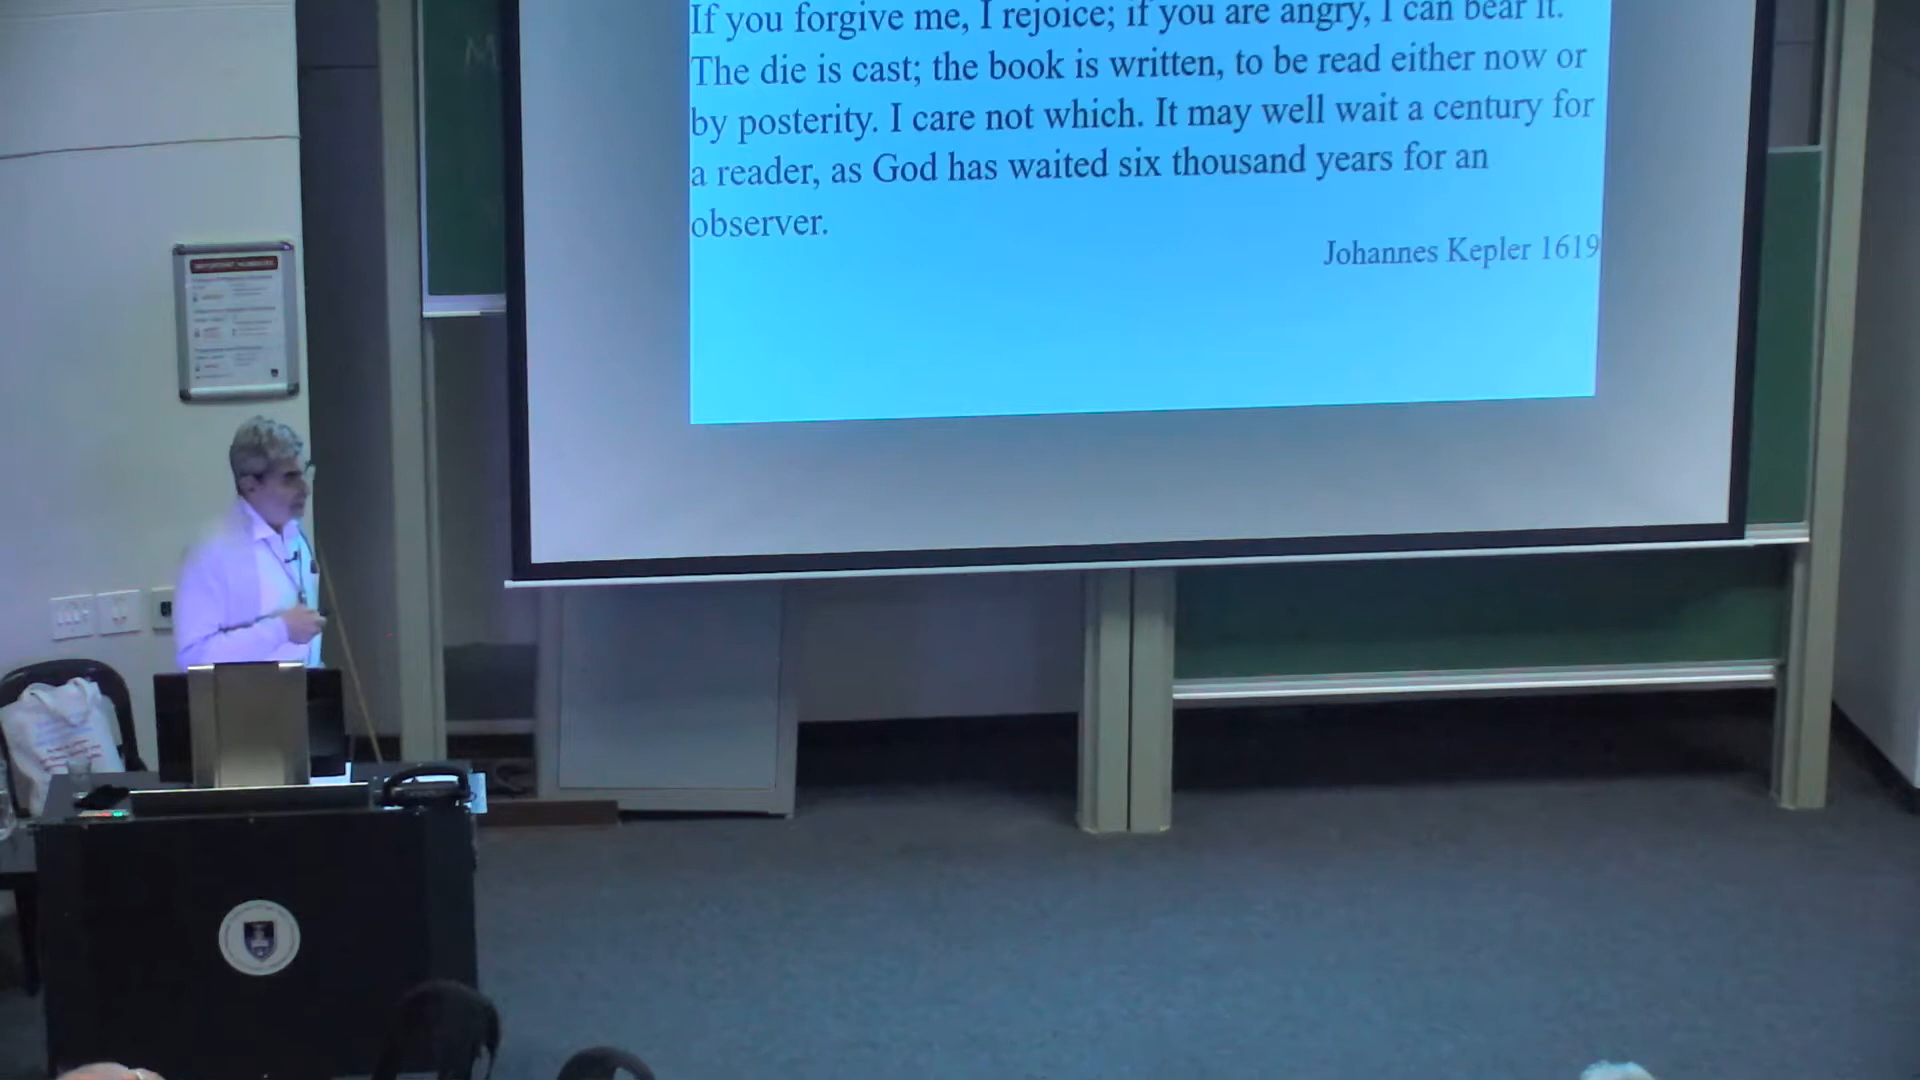 If you forgive me, I rejoice; if you are angry, I can bear it.
The die is cast; the book is written, to be read either now or
by posterity. I care not which. It may well wait a century for
a reader, as God has waited six thousand years for an
observer.
Johannes Kepler 1619